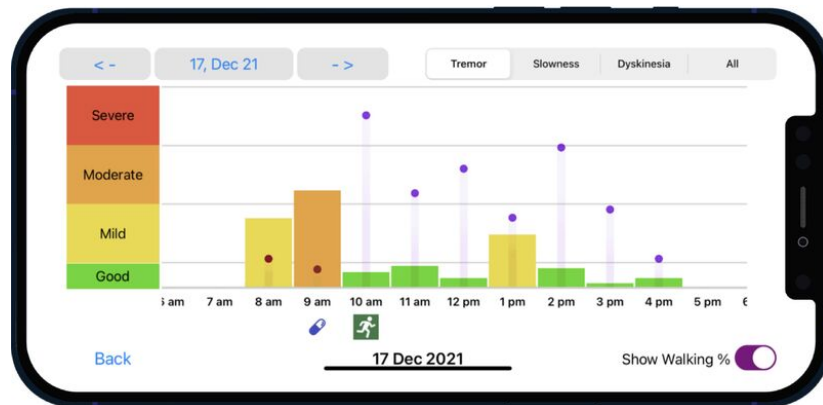 < -
17, Dec 21
- >
Tremor
Slowness
Dyskinesia
All
Severe
Moderate
Mild
Good
am 7 am 8 am 9 am 10 am 11 am 12 pm 1 pm 2 pm 3 pm 4 pm 5 pm
Back
17 Dec 2021
Show Walking %